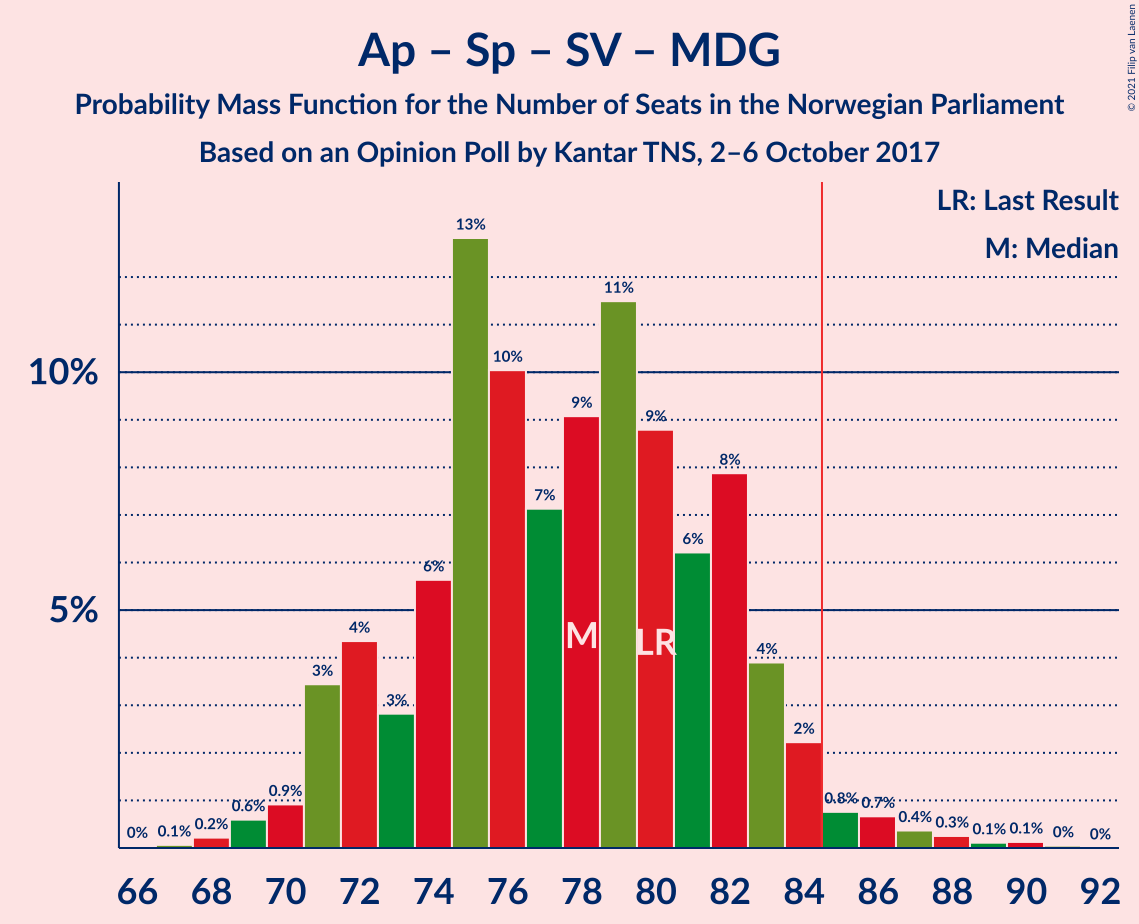 Ap – Sp – SV – MDG
Probability Mass Function for the Number of Seats in the Norwegian Parliament
Based on an Opinion Poll by Kantar TNS, 2–6 October 2017
© 2021 Filip van Laenen
LR: Last Result
M: Median
10%
5%
0% 0.1% 0.2% 0.6% 0.9% 3% 4% 3% 6% 13% 10% 7% 9% 11% 9% 6% 8% 4% 2% 0.8% 0.7% 0.4% 0.3% 0.1% 0.1% 0% 0%
M LR
66 68 70 72 74 76 78 80 82 84 86 88 90 92